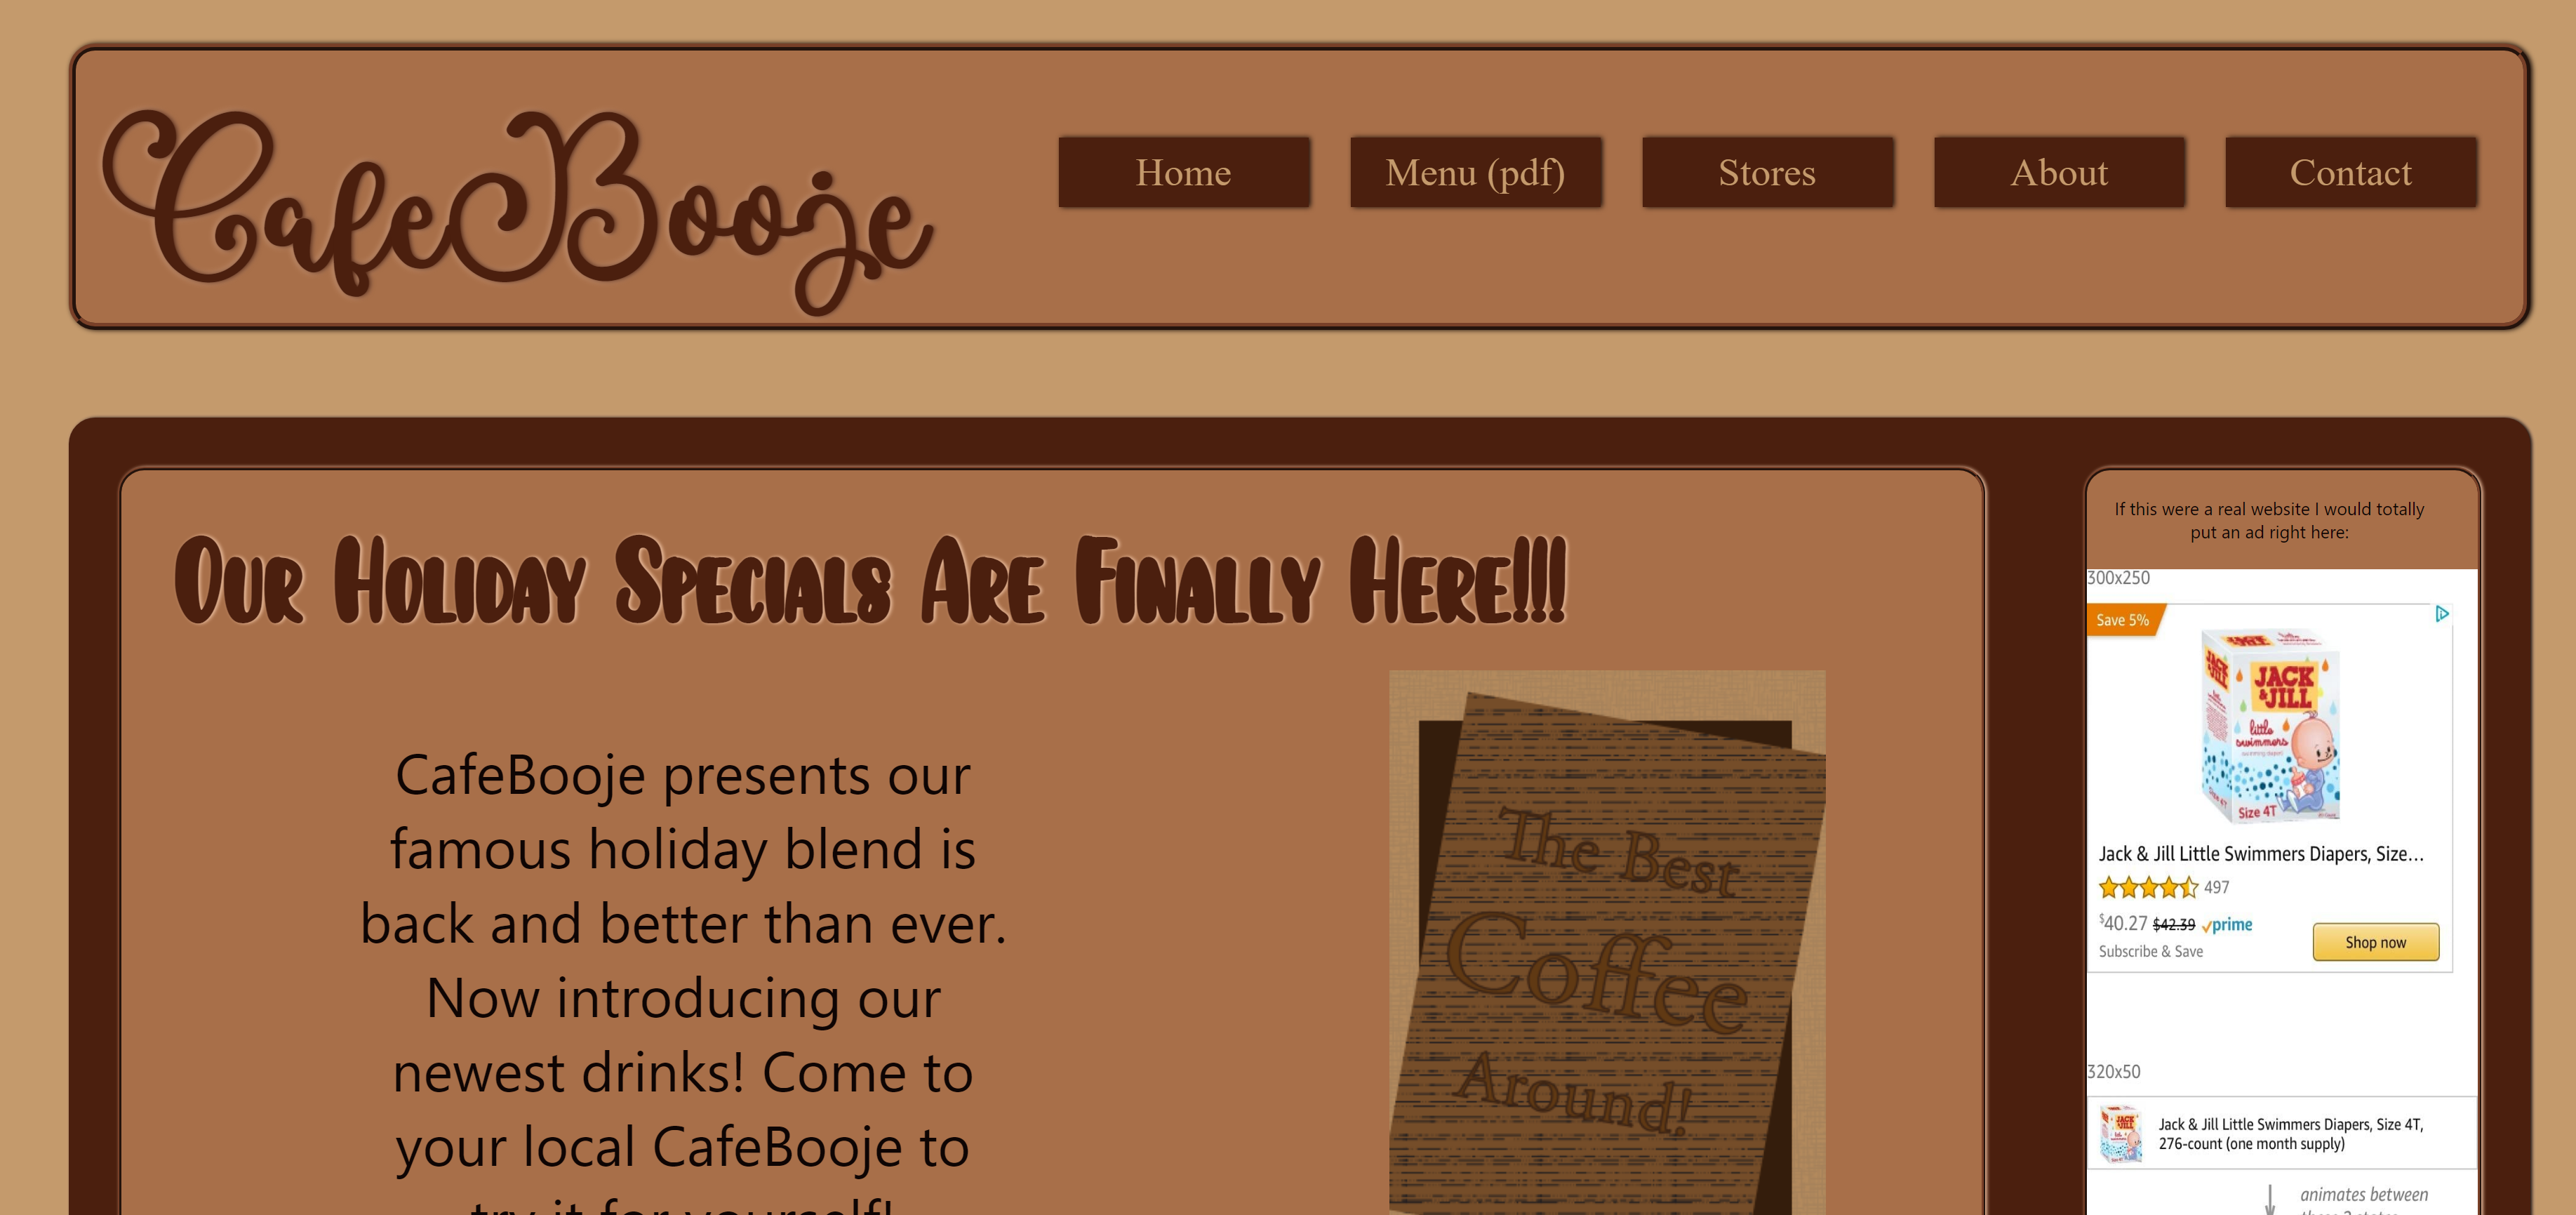 CafeBooje
Home
Menu (pdf)
Stores
About
Contact
Our Holiday Specials Are Finally Here!!!
CafeBooje presents our
famous holiday blend is
back and better than ever.
Now introducing our
newest drinks! Come to
your local CafeBooje to
try it for yourself!
The Best
Coffee
Around!
If this were a real website I would totally
put an ad right here:
300x250
Save 5%
JACK
&JILL
little
swimmers
Size 4T
Jack & Jill Little Swimmers Diapers, Size...
497
$40.27 $42.39 prime
Subscribe & Save
Shop now
320x50
Jack & Jill Little Swimmers Diapers, Size 4T,
276-count (one month supply)
animates between